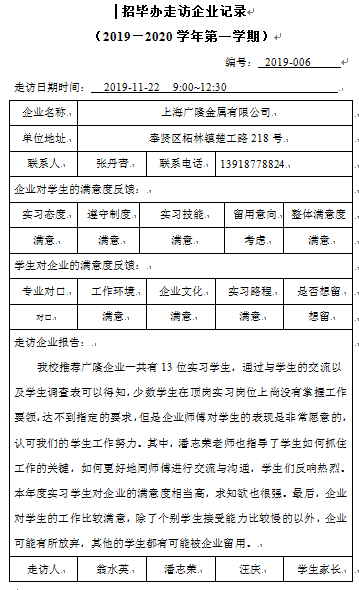 招毕办走访企业记录
（2019－2020 学年第一学期）
编号： 2019-006
走访日期时间： 2019-11-22 9:00~12:30
企业名称 上海广隆金属有限公司
单位地址 奉贤区柘林镇楚工路 218 号
联系人 张丹杏 联系电话 13918778824
企业对学生的满意度反馈：
实习态度 遵守制度 实习技能 留用意向 整体满意度
满意 满意 满意 考虑 满意
学生对企业的满意度反馈：
专业对口 工作环境 企业文化 实习路程 是否想留
对口 满意 满意 满意 想留
走访企业报告：
我校推荐广隆企业一共有 13 位实习学生，通过与学生的交流以
及学生调查表可以得知，少数学生在顶岗实习岗位上尚没有掌握工作
要领，达不到指定的要求，但是企业师傅对学生的表现是非常愿意的，
认可我们的学生工作努力。其中，潘志荣老师也指导了学生如何抓住
工作的关键，如何更好地同师傅进行交流与沟通，学生们反响热烈。
本年度实习学生对企业的满意度相当高，求知欲也很强。最后，企业
对学生的工作比较满意，除了个别学生接受能力比较慢的以外，企业
可能有所放弃，其他的学生都有可能被企业留用。
走访人 翁水英 潘志荣 汪庆 学生家长